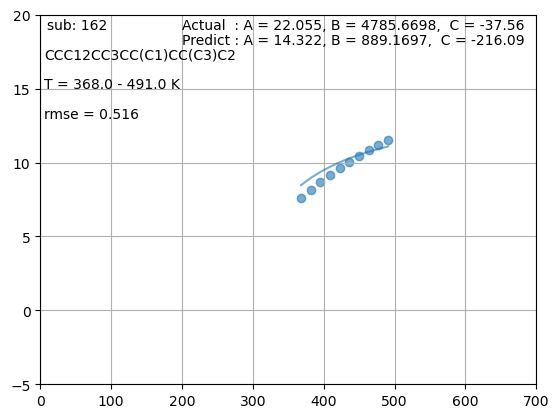 sub: 162
Actual : A = 22.055, B = 4785.6698, C = -37.56
Predict : A = 14.322, B = 889.1697, C = -216.09
CCC12CC3CC(C1)CC(C3)C2
T = 368.0 - 491.0 K
rmse = 0.516
20
15
10
5
0
−5
0 100 200 300 400 500 600 700